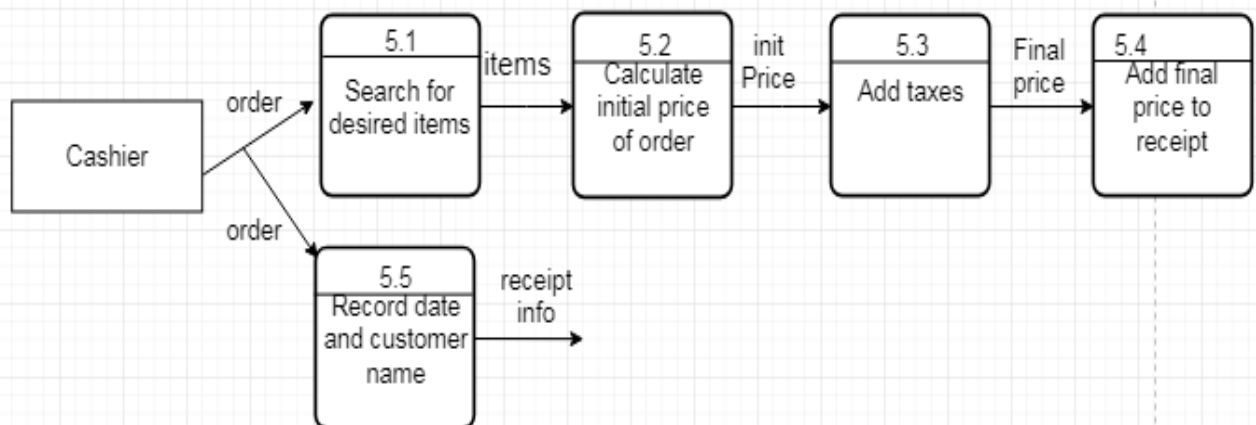 Cashier
order
5.1
Search for
desired items
items
5.2
Calculate
initial price
of order
init
Price
5.3
Add taxes
Final
price
5.4
Add final
price to
receipt
order
5.5
Record date
and customer
name
receipt
info